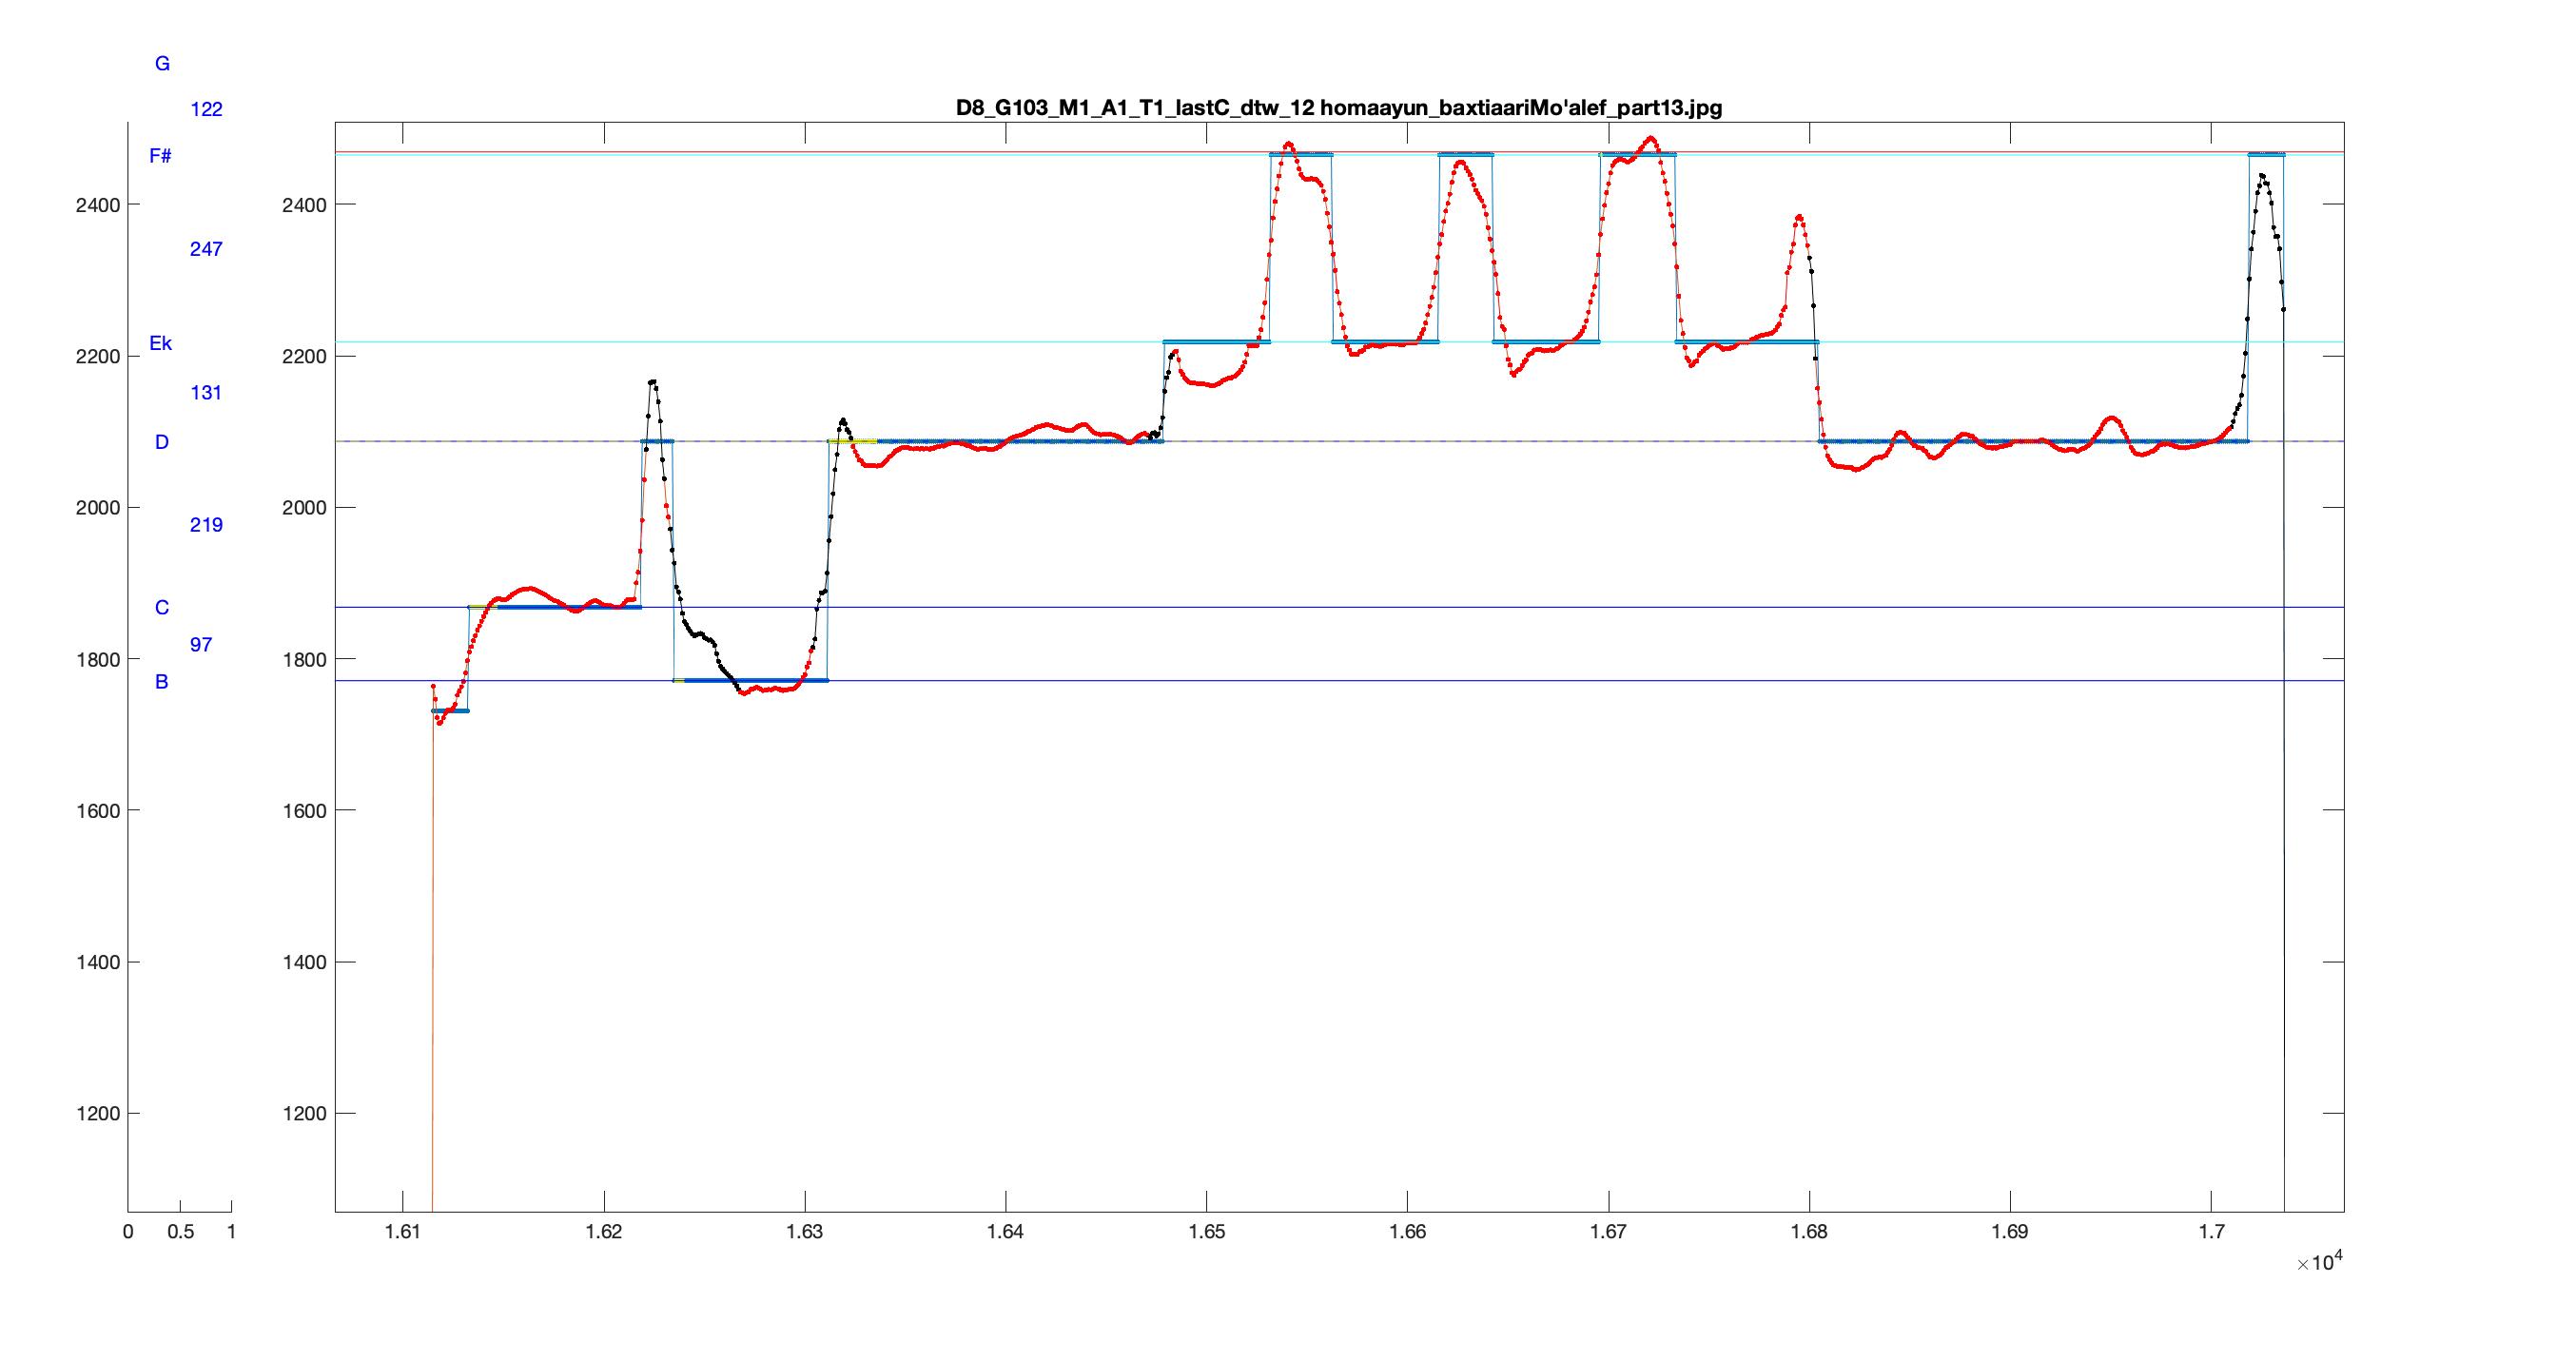 G
122
D8_G103_M1_A1_T1_lastC_dtw_12 homaayun_baxtiaariMo'alef_part13.jpg
F#
247
2400 2400
Ek
2200 2200
131
D
219
2000 2000
C
97
1800 1800
B
1600 1600
1400 1400
1200 1200
0 0.5 1 1.61 1.62 1.63 1.64 1.65 1.66 1.67 1.68 1.69 1.7
×10^4